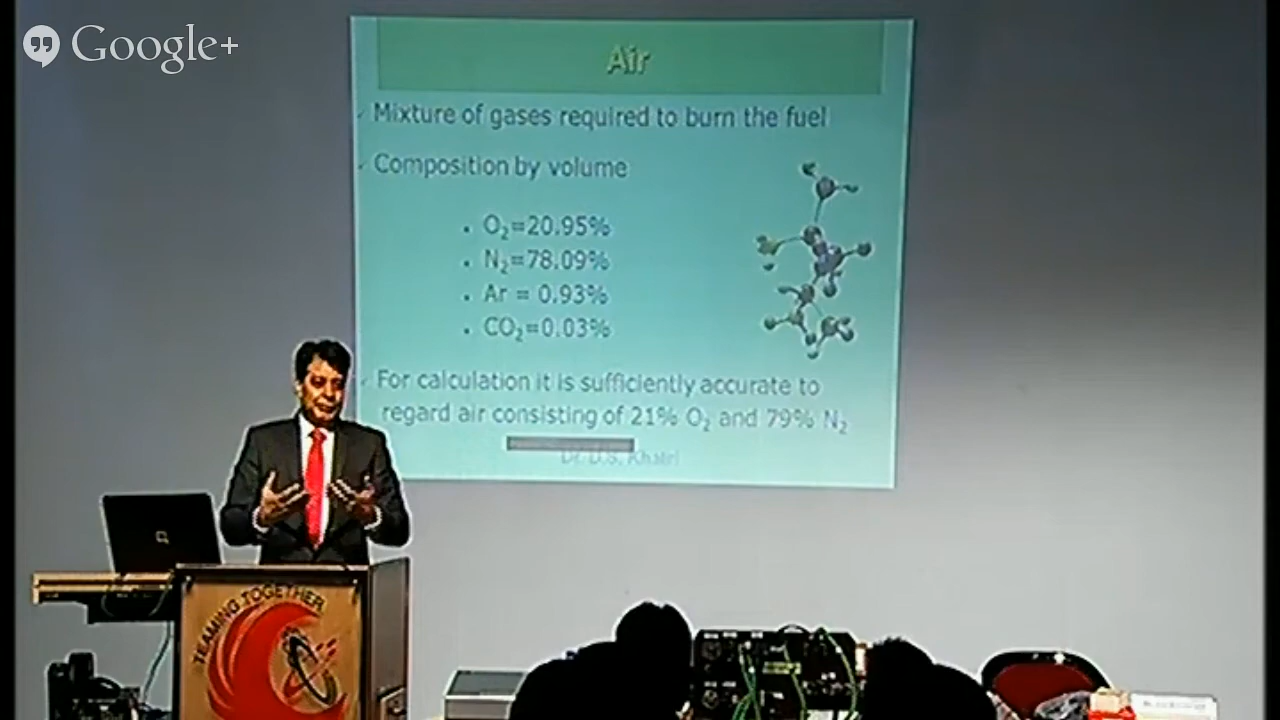 Google+
Air
Mixture of gases required to burn the fuel
Composition by volume
O₂=20.95%
N₂=78.09%
Ar = 0.93%
CO₂=0.03%
For calculation it is sufficiently accurate to
regard air consisting of 21% O₂ and 79% N₂
Dr. D.S. Khatri
TEAMING TOGETHER